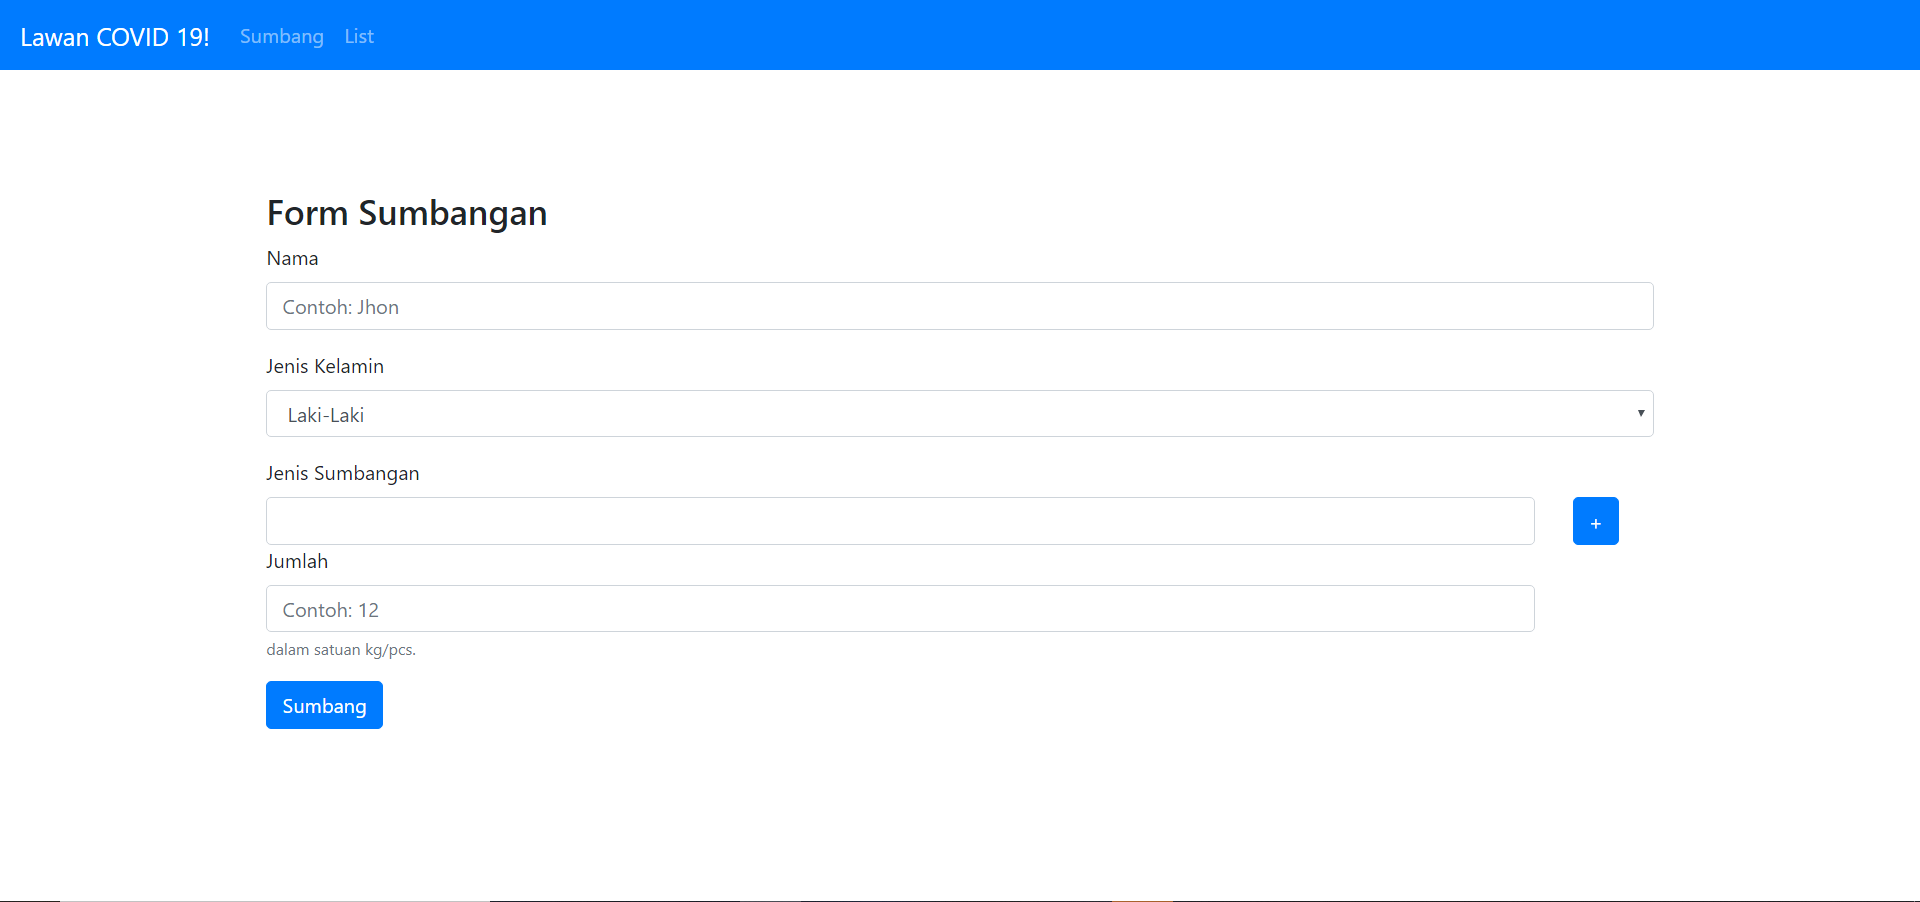 Lawan COVID 19! Sumbang List
Form Sumbangan
Nama
Contoh: Jhon
Jenis Kelamin
Laki-Laki
Jenis Sumbangan
+
Jumlah
Contoh: 12
dalam satuan kg/pcs.
Sumbang